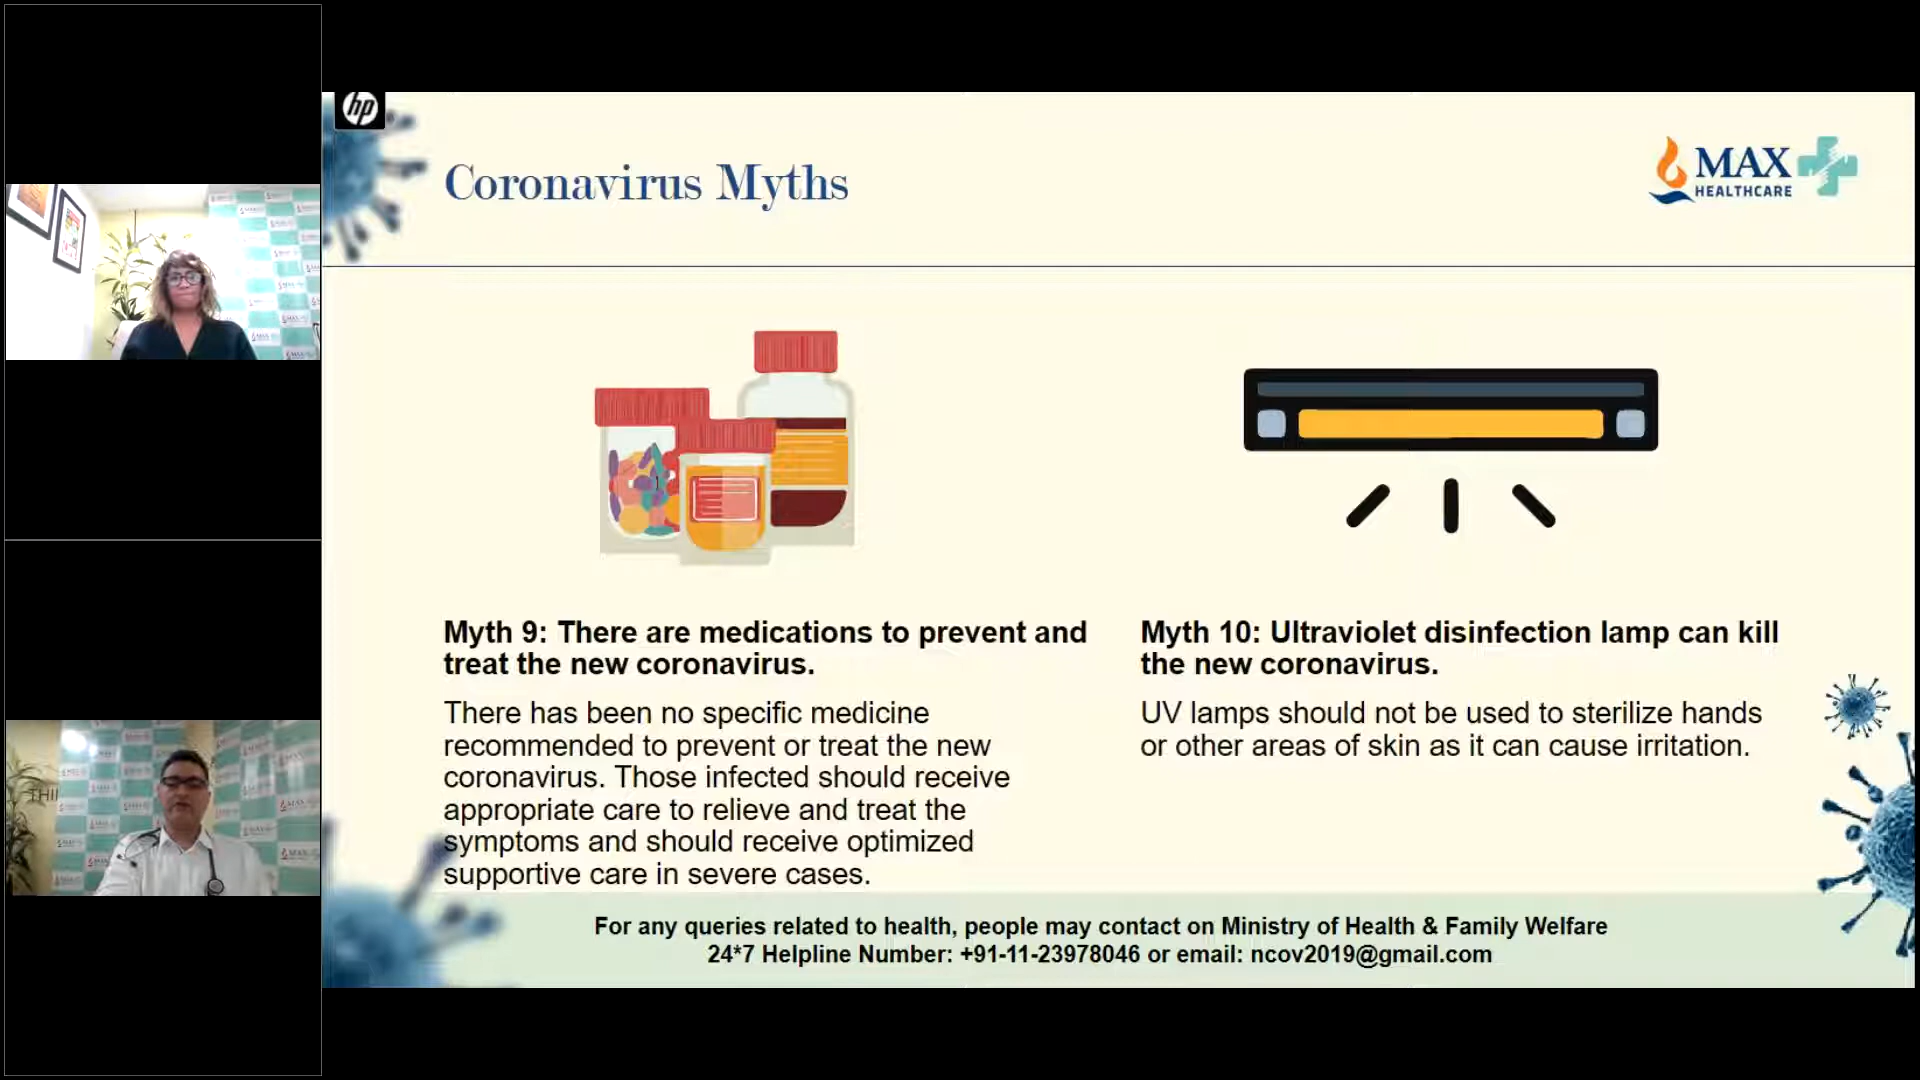 hp
Coronavirus Myths
MAX
HEALTHCARE
Myth 9: There are medications to prevent and
treat the new coronavirus.
There has been no specific medicine
recommended to prevent or treat the new
coronavirus. Those infected should receive
appropriate care to relieve and treat the
symptoms and should receive optimized
supportive care in severe cases.
Myth 10: Ultraviolet disinfection lamp can kill
the new coronavirus.
UV lamps should not be used to sterilize hands
or other areas of skin as it can cause irritation.
For any queries related to health, people may contact on Ministry of Health & Family Welfare
24*7 Helpline Number: +91-11-23978046 or email: ncov2019@gmail.com